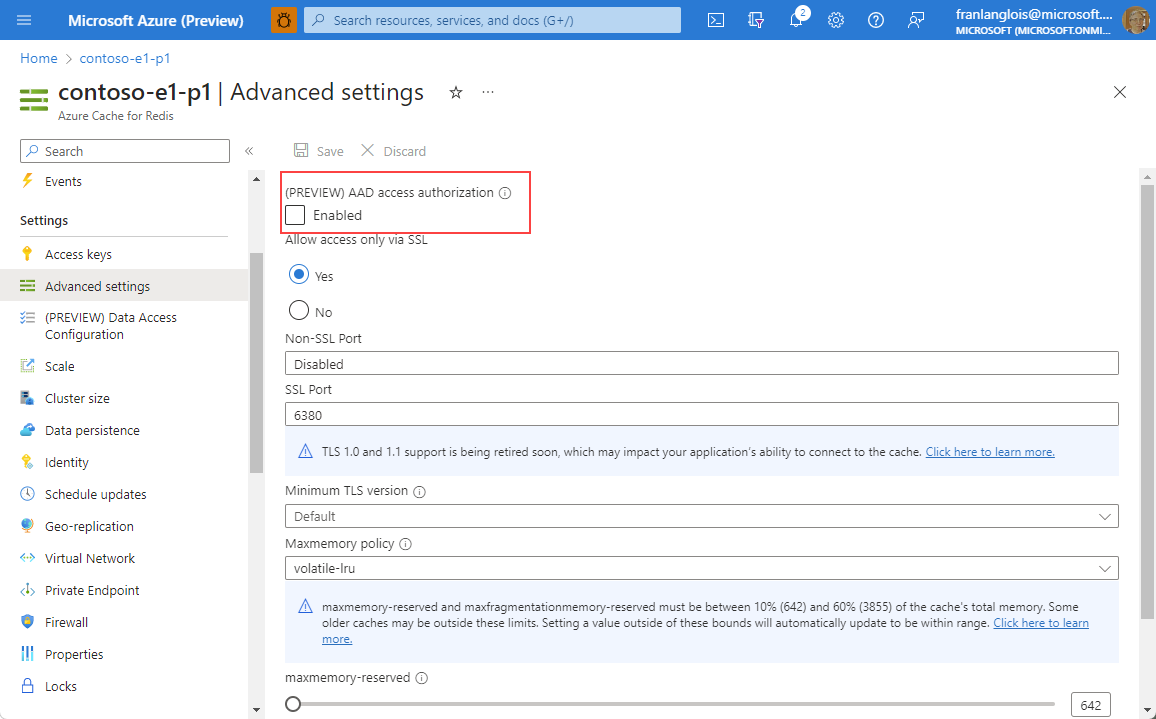 Microsoft Azure (Preview)
Search resources, services, and docs (G+/)
2
franlanglois@microsoft....
MICROSOFT (MICROSOFT.ONMI...
Home > contoso-e1-p1
contoso-e1-p1 | Advanced settings
Azure Cache for Redis
Search
Save
Discard
Events
Settings
Access keys
Advanced settings
(PREVIEW) Data Access
Configuration
Scale
Cluster size
Data persistence
Identity
Schedule updates
Geo-replication
Virtual Network
Private Endpoint
Firewall
Properties
Locks
(PREVIEW) AAD access authorization
Enabled
Allow access only via SSL
Yes
No
Non-SSL Port
Disabled
SSL Port
6380
TLS 1.0 and 1.1 support is being retired soon, which may impact your application's ability to connect to the cache. Click here to learn more.
Minimum TLS version
Default
Maxmemory policy
volatile-lru
maxmemory-reserved and maxfragmentationmemory-reserved must be between 10% (642) and 60% (3855) of the cache's total memory. Some
older caches may be outside these limits. Setting a value outside of these bounds will automatically update to be within range. Click here to learn
more.
maxmemory-reserved
642